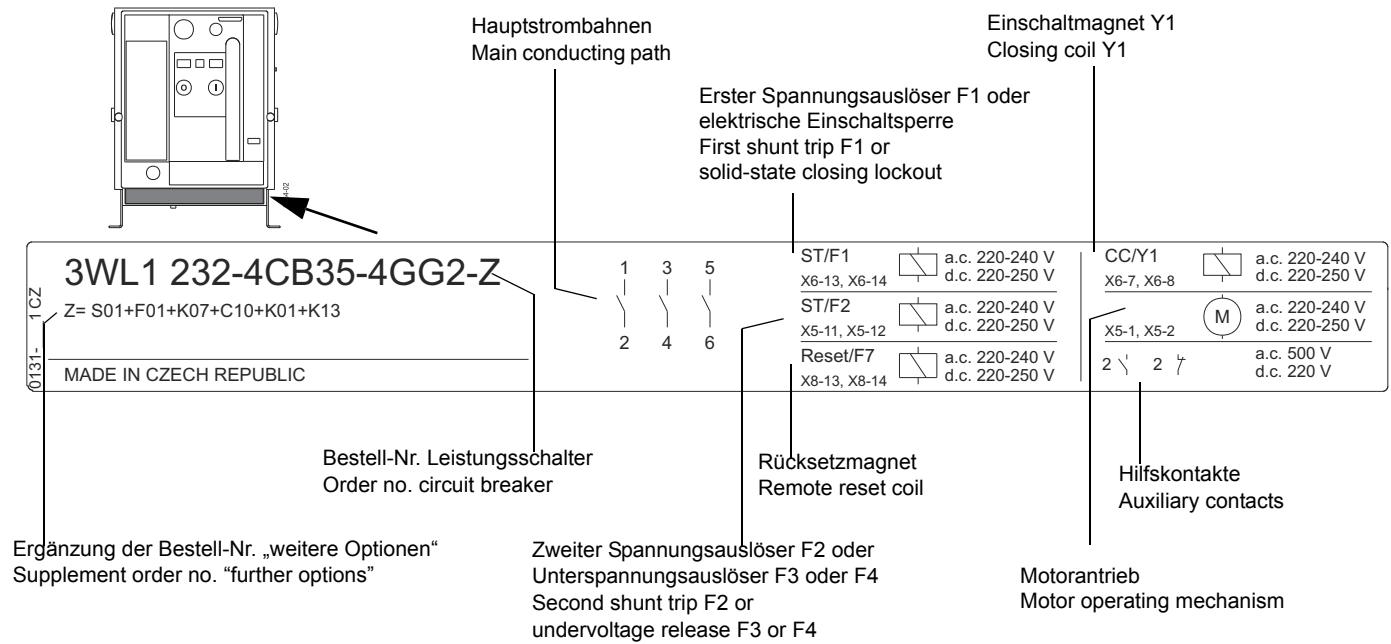 Hauptstrombahnen
Main conducting path
Einschaltmagnet Y1
Closing coil Y1
Erster Spannungsauslöser F1 oder
elektrische Einschaltsperre
First shunt trip F1 or
solid-state closing lockout
4-02
0131- 1 CZ
3WL1 232-4CB35-4GG2-Z
Z= S01+F01+K07+C10+K01+K13
MADE IN CZECH REPUBLIC
1 3 5
2 4 6
ST/F1
X6-13, X6-14
a.c. 220-240 V
d.c. 220-250 V
ST/F2
X5-11, X5-12
a.c. 220-240 V
d.c. 220-250 V
Reset/F7
X8-13, X8-14
a.c. 220-240 V
d.c. 220-250 V
CC/Y1
X6-7, X6-8
a.c. 220-240 V
d.c. 220-250 V
X5-1, X5-2
M
a.c. 220-240 V
d.c. 220-250 V
2 2
a.c. 500 V
d.c. 220 V
Bestell-Nr. Leistungsschalter
Order no. circuit breaker
Rücksetzmagnet
Remote reset coil
Hilfskontakte
Auxiliary contacts
Ergänzung der Bestell-Nr. „weitere Optionen“
Supplement order no. “further options”
Zweiter Spannungsauslöser F2 oder
Unterspannungsauslöser F3 oder F4
Second shunt trip F2 or
undervoltage release F3 or F4
Motorantrieb
Motor operating mechanism